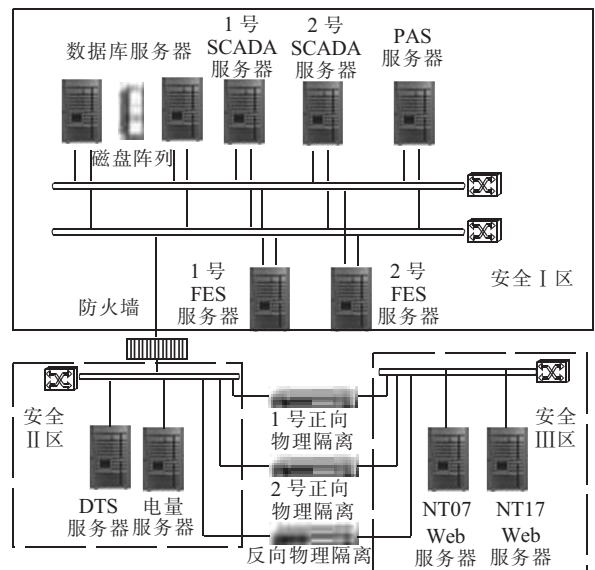 数据库服务器
1 号
SCADA
服务器
2 号
SCADA
服务器
PAS
服务器
磁盘阵列
1 号
FES
服务器
2 号
FES
服务器
安全Ⅰ区
防火墙
安全
Ⅱ区
DTS
服务器
电量
服务器
1 号正向
物理隔离
2 号正向
物理隔离
反向物理隔离
安全
Ⅲ区
NT07
Web
服务器
NT17
Web
服务器